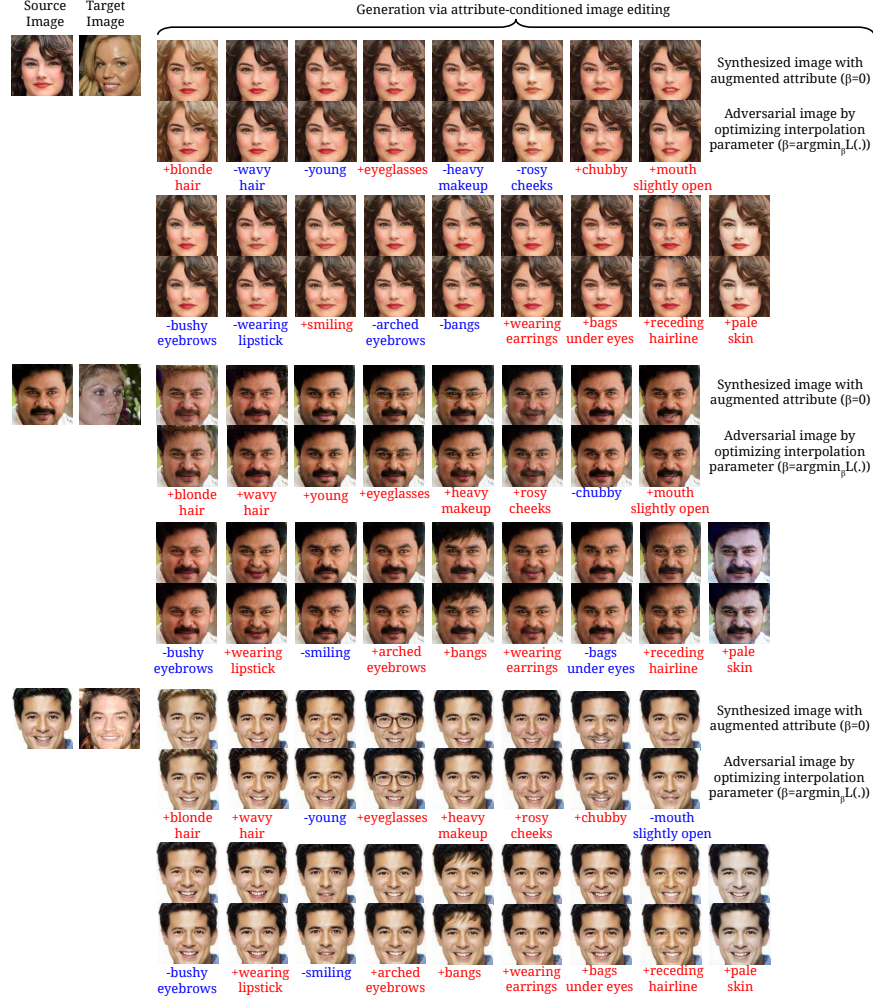 Source Image
Target Image
Generation via attribute-conditioned image editing
Synthesized image with
augmented attribute (β=0)
Adversarial image by
optimizing interpolation
parameter (β=argminβL(.))
+blonde hair
-wavy hair
-young
+eyeglasses
-heavy makeup
-rosy cheeks
+chubby
+mouth slightly open
-bushy eyebrows
-wearing lipstick
+smiling
-arched eyebrows
-bangs
+wearing earrings
+bags under eyes
+receding hairline
+pale skin
Synthesized image with
augmented attribute (β=0)
Adversarial image by
optimizing interpolation
parameter (β=argminβL(.))
+blonde hair
+wavy hair
+young
+eyeglasses
+heavy makeup
+rosy cheeks
-chubby
+mouth slightly open
-bushy eyebrows
+wearing lipstick
-smiling
+arched eyebrows
+bangs
+wearing earrings
-bags under eyes
+receding hairline
+pale skin
Synthesized image with
augmented attribute (β=0)
Adversarial image by
optimizing interpolation
parameter (β=argminβL(.))
+blonde hair
+wavy hair
-young
+eyeglasses
+heavy makeup
+rosy cheeks
+chubby
-mouth slightly open
-bushy eyebrows
+wearing lipstick
-smiling
+arched eyebrows
+bangs
+wearing earrings
+bags under eyes
+receding hairline
+pale skin